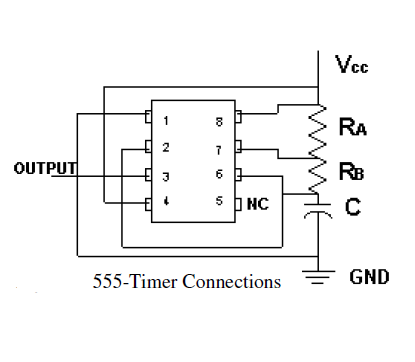 Vcc
1 8
RA
2 7
OUTPUT
3 6
RB
4 5
NC
C
555-Timer Connections
GND